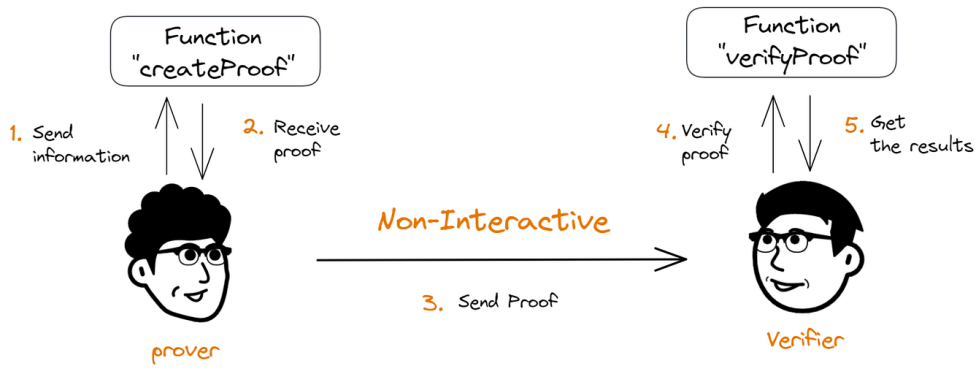 Function
"createProof"
Function
"verifyProof"
1. Send
information
2. Receive
proof
4. Verify
proof
5. Get
the results
Non-Interactive
3. Send Proof
prover
Verifier